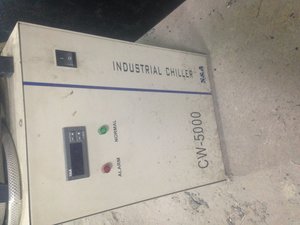 INDUSTRIAL CHILLER
S&A
NORMAL
ALARM
CW-5000